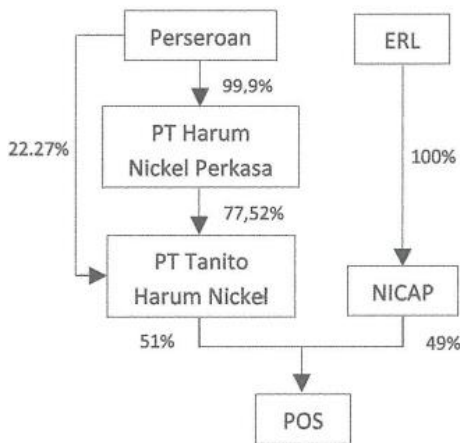 Perseroan
ERL
99,9%
PT Harum
Nickel Perkasa
22.27%
100%
77,52%
PT Tanito
Harum Nickel
NICAP
51%
49%
POS